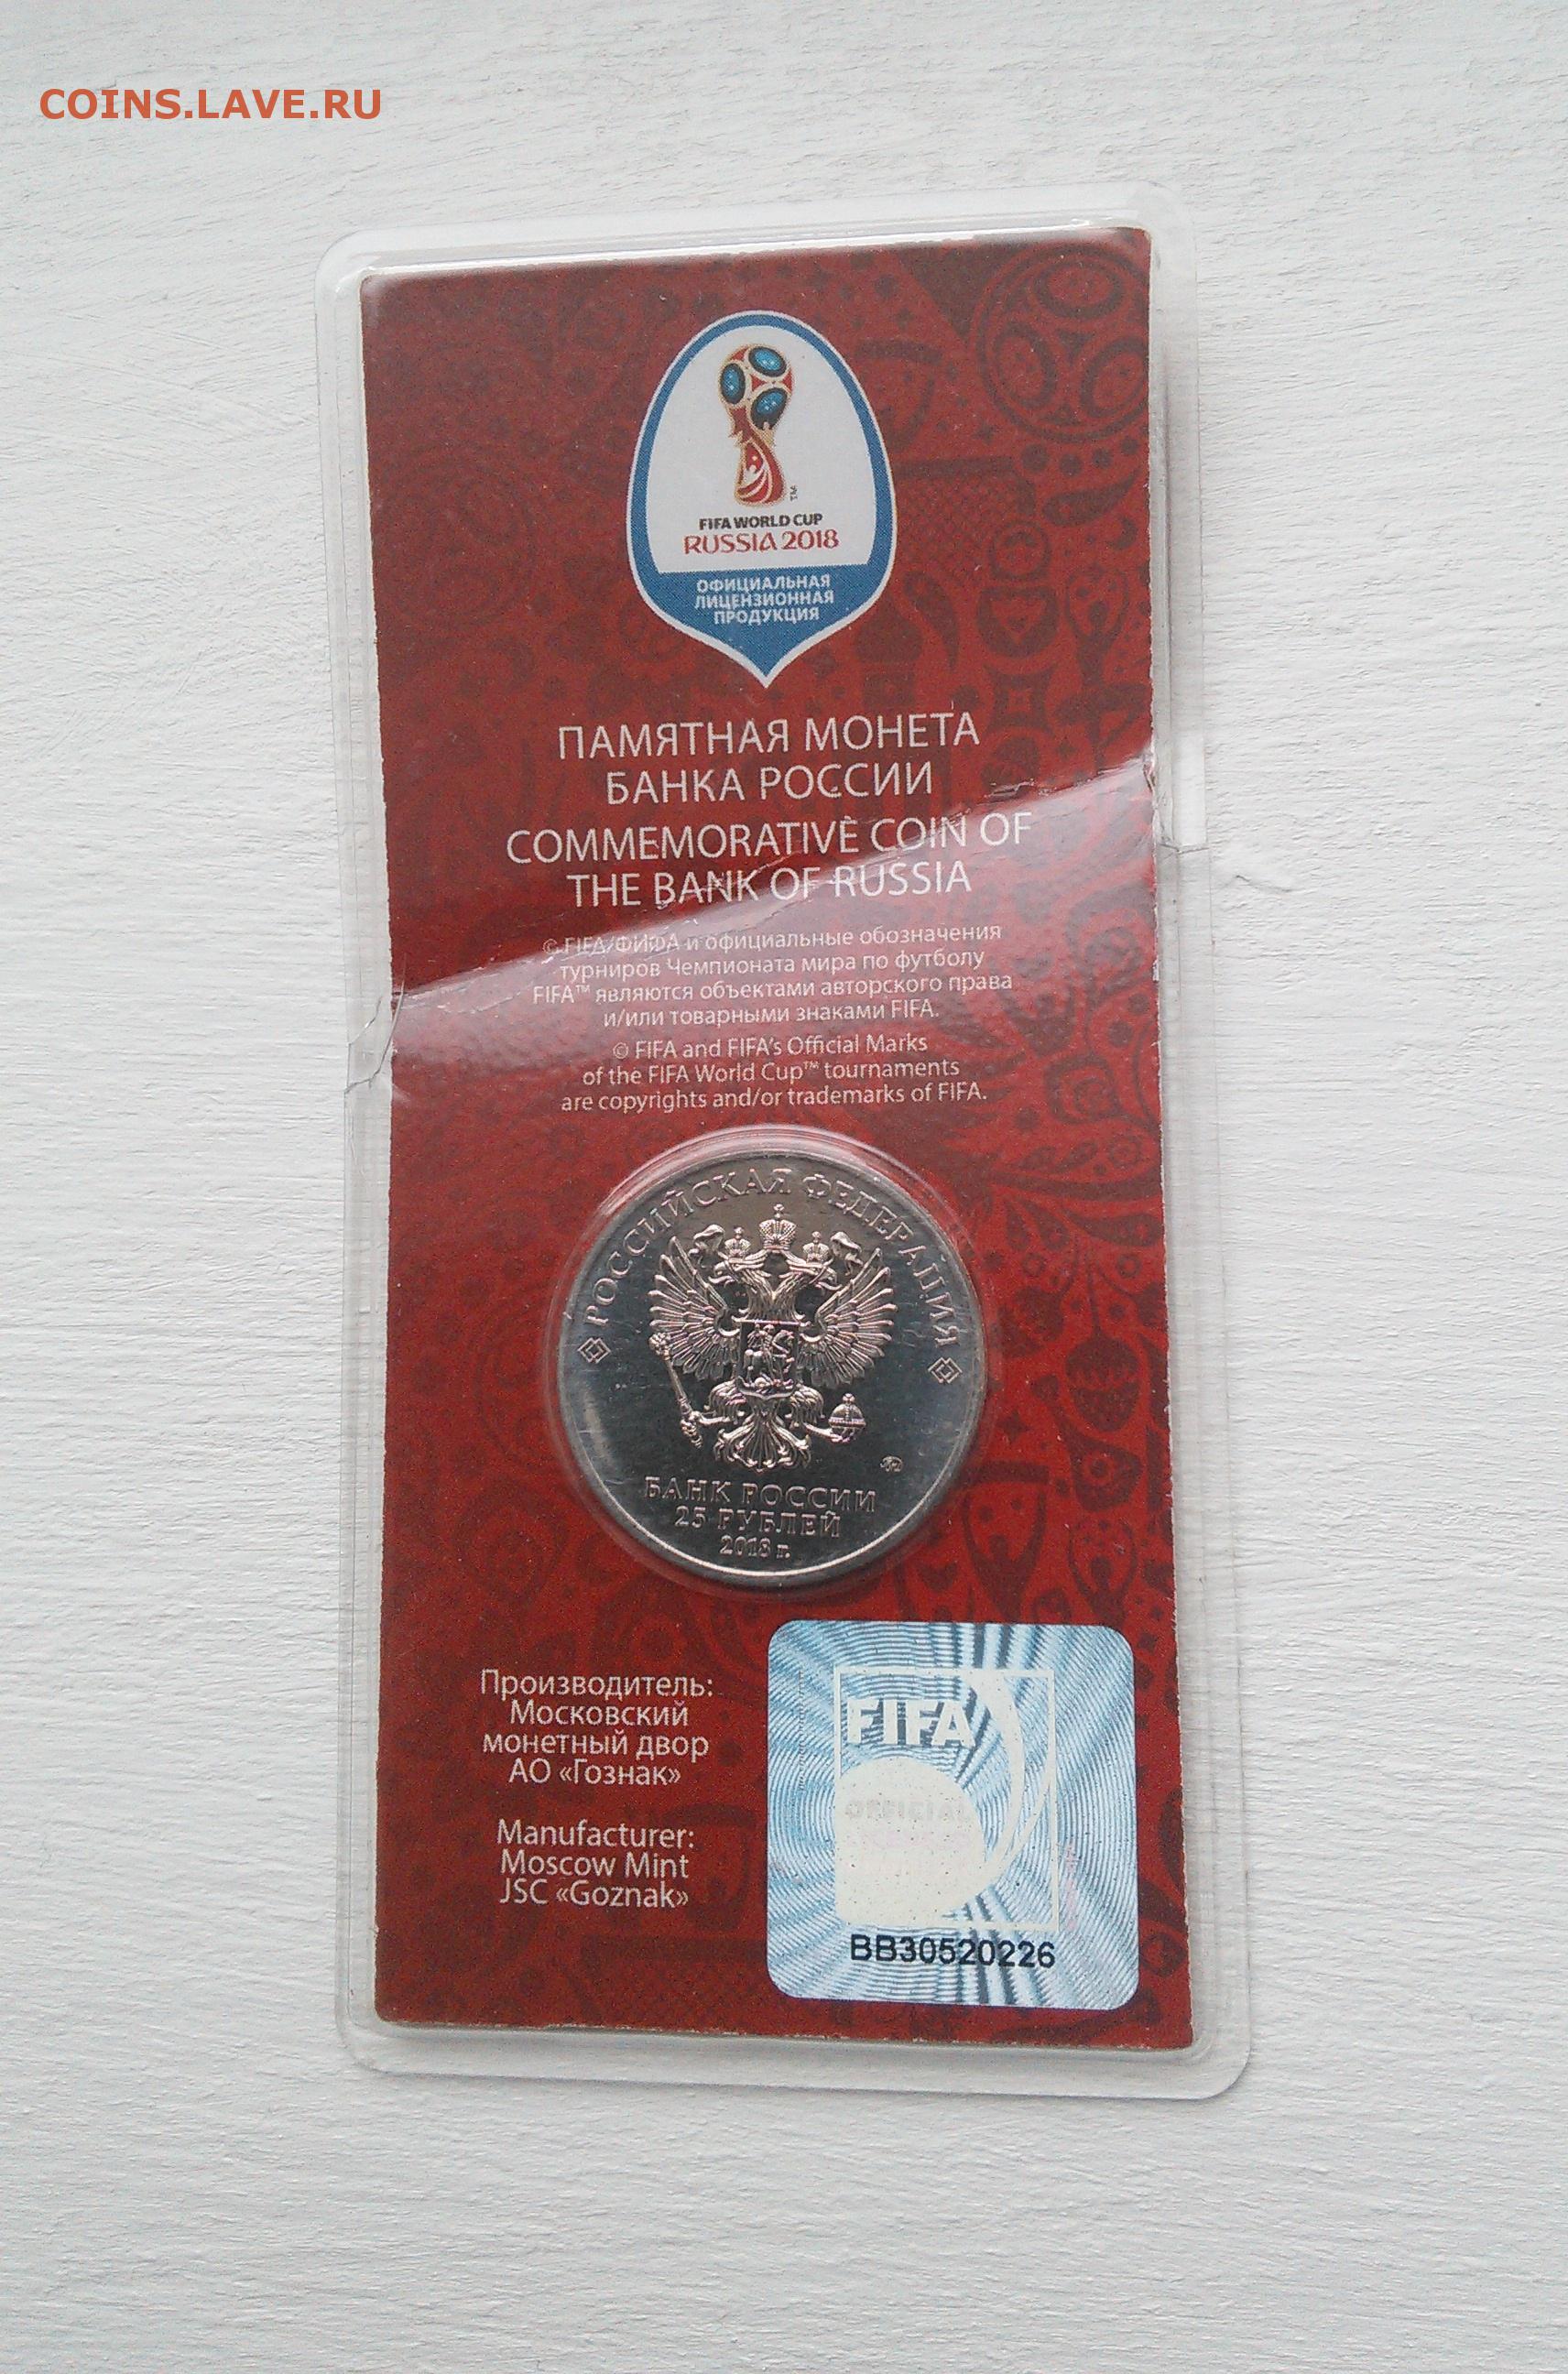 COINS.LAVE.RU
FIFA WORLD CUP
RUSSIA 2018
ОФИЦИАЛЬНАЯ
ЛИЦЕНЗИОННАЯ
ПРОДУКЦИЯ
ПАМЯТНАЯ МОНЕТА
БАНКА РОССИИ
COMMEMORATIVE COIN OF
THE BANK OF RUSSIA
© FIFA/ФИФА и официальные обозначения
турниров Чемпионата мира по футболу
FIFA™ являются объектами авторского права
и/или товарными знаками FIFA.
© FIFA and FIFA's Official Marks
of the FIFA World Cup™ tournaments
are copyrights and/or trademarks of FIFA.
РОССИЙСКАЯ ФЕДЕРАЦИЯ
БАНК РОССИИ
25 РУБЛЕЙ
2018 г.
Производитель:
Московский
монетный двор
АО «Гознак»
Manufacturer:
Moscow Mint
JSC «Goznak»
FIFA
OFFICIAL
BB30520226